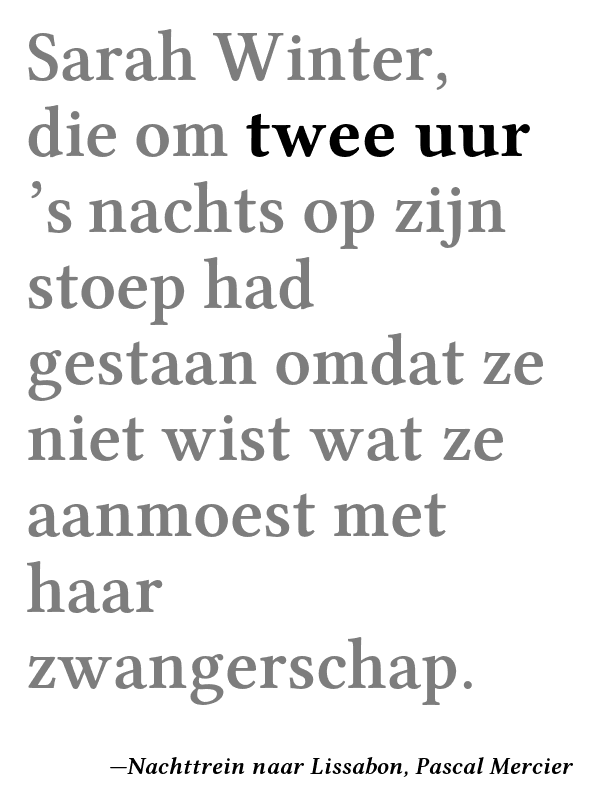 Sarah Winter,
die om twee uur
’s nachts op zijn
stoep had
gestaan omdat ze
niet wist wat ze
aanmoest met
haar
zwangerschap.
—Nachttrein naar Lissabon, Pascal Mercier